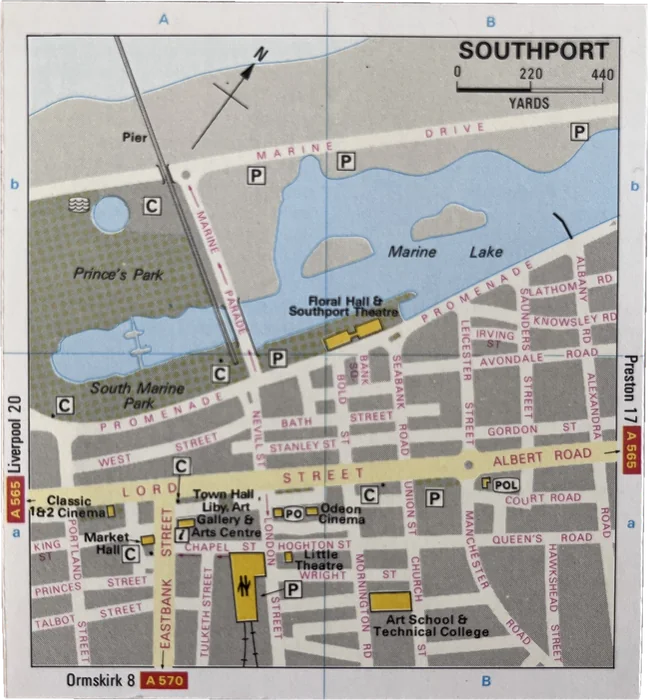 A
B
SOUTHPORT
0 220 440
YARDS
N
Pier
MARINE DRIVE
P
P
P
b
b
C
MARINE PARADE
Prince's Park
Marine Lake
Floral Hall &
Southport Theatre
PROMENADE
ALBANY RD
LATHOM RD
SAUNDERS STREET
KNOWSLEY RD
LEICESTER STREET
IRVING
ST
AVONDALE ROAD
ALEXANDRA ROAD
BANK SQ
BOLD ST
SEABANK ROAD
P
C
C
South Marine
Park
PROMENADE
NEVILL ST
BATH STREET
STANLEY ST
WEST STREET
GORDON ST
Preston 17
A 565
Liverpool 20
A 565
LORD STREET
ALBERT ROAD
C
Classic
1&2 Cinema
Town Hall,
Liby, Art
Gallery &
Arts Centre
i
PO
Odeon
Cinema
C
P
POL
UNION ST
COURT ROAD
a
a
Market
Hall
C
KING
ST
PORTLAND STREET
EASTBANK STREET
CHAPEL ST
LONDON STREET
HOGHTON ST
Little
Theatre
QUEEN'S ROAD
MANCHESTER ROAD
HAWKSHEAD STREET
PRINCES STREET
TALBOT STREET
TULKETH STREET
WRIGHT ST
P
MORNINGTON RD
CHURCH ST
Art School &
Technical College
Ormskirk 8
A 570
B